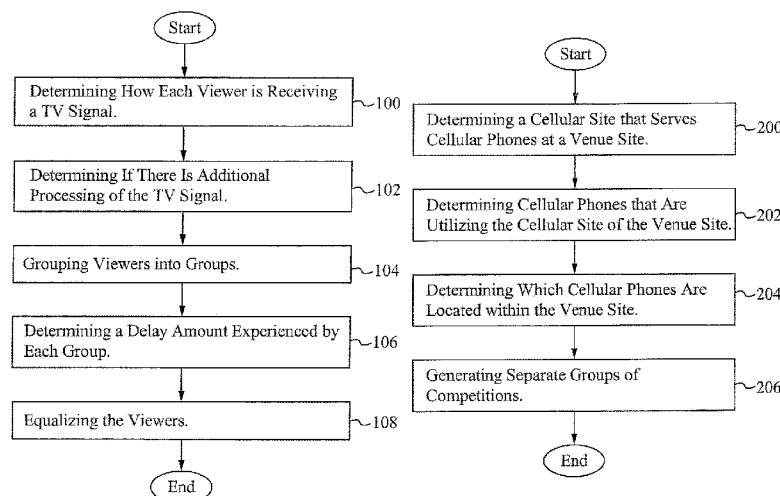 Start
Determining How Each Viewer is Receiving
a TV Signal.
100
Determining If There Is Additional
Processing of the TV Signal.
102
Grouping Viewers into Groups.
104
Determining a Delay Amount Experienced by
Each Group.
106
Equalizing the Viewers.
108
End
Start
Determining a Cellular Site that Serves
Cellular Phones at a Venue Site.
200
Determining Cellular Phones that Are
Utilizing the Cellular Site of the Venue Site.
202
Determining Which Cellular Phones Are
Located within the Venue Site.
204
Generating Separate Groups of
Competitions.
206
End